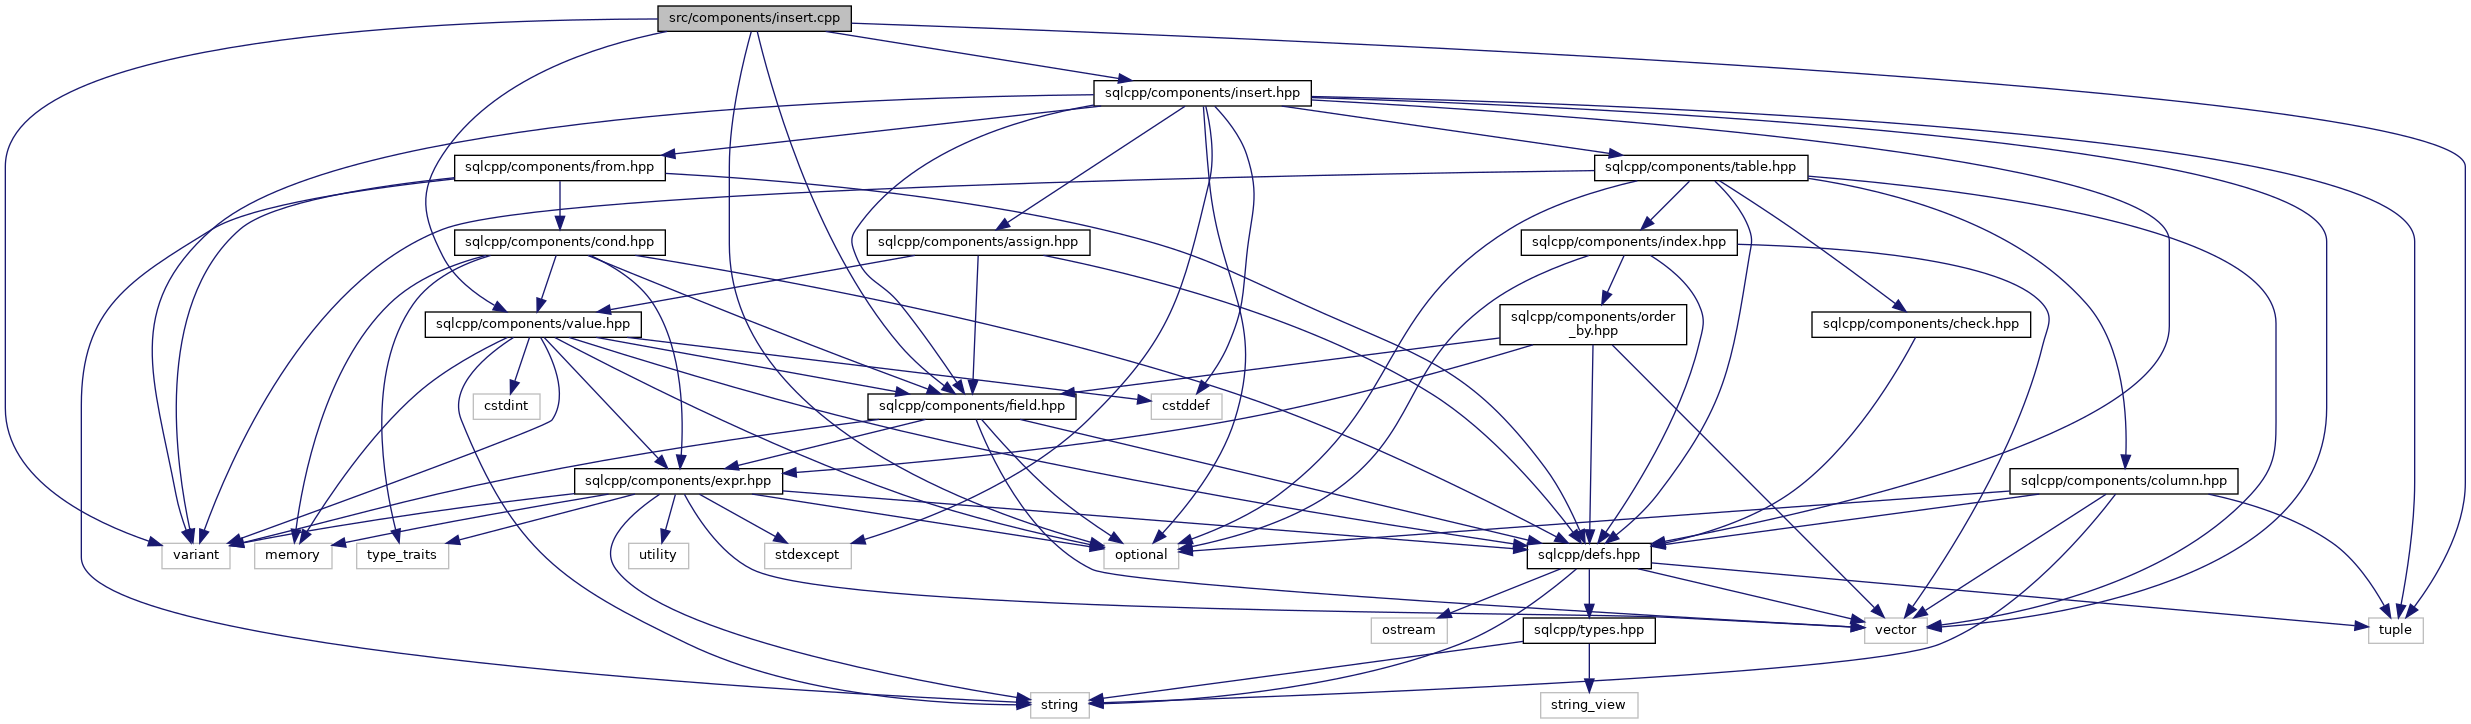 src/components/insert.cpp
sqlcpp/components/insert.hpp
sqlcpp/components/from.hpp
sqlcpp/components/table.hpp
sqlcpp/components/cond.hpp
sqlcpp/components/assign.hpp
sqlcpp/components/index.hpp
sqlcpp/components/value.hpp
sqlcpp/components/order
_by.hpp
sqlcpp/components/check.hpp
cstdint
sqlcpp/components/field.hpp
cstddef
sqlcpp/components/expr.hpp
sqlcpp/components/column.hpp
variant
memory
type_traits
utility
stdexcept
optional
sqlcpp/defs.hpp
ostream
sqlcpp/types.hpp
vector
tuple
string
string_view